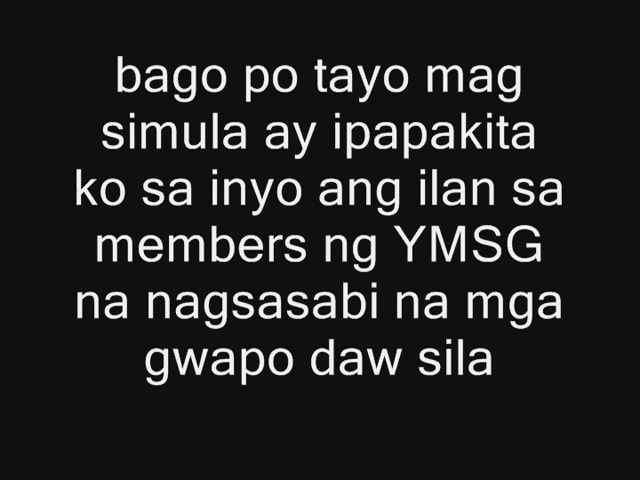 bago po tayo mag
simula ay ipapakita
ko sa inyo ang ilan sa
members ng YMSG
na nagsasabi na mga
gwapo daw sila